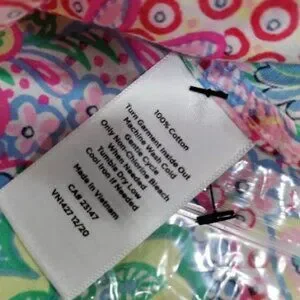 100% Cotton
Turn Garment Inside Out
Machine Wash Cold
Gentle Cycle
Only Non-Chlorine Bleach
When Needed
Tumble Dry Low
Cool Iron if Needed
Made in Vietnam
CA# 23147
VN1427 12/20